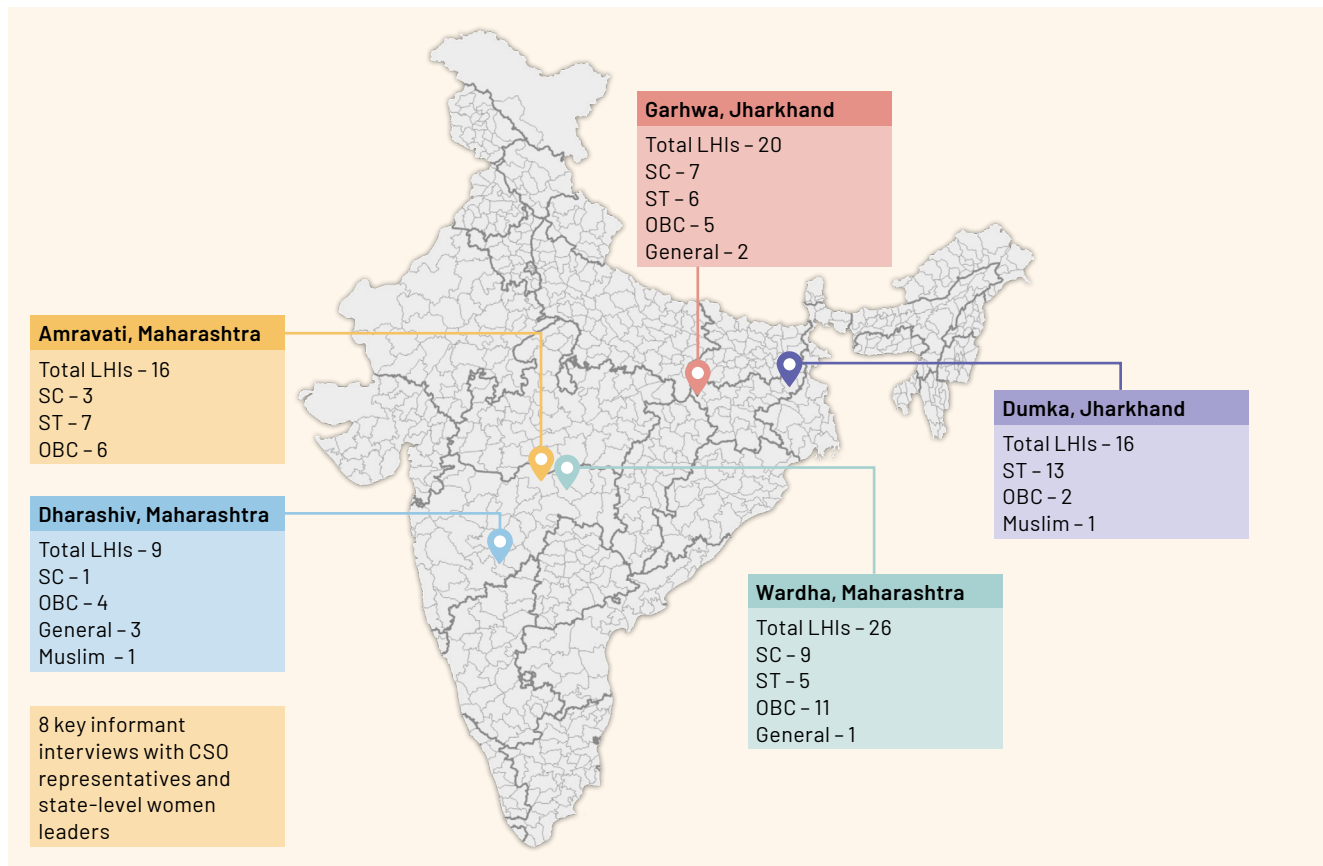 Garhwa, Jharkhand
Total LHIs – 20
SC – 7
ST – 6
OBC – 5
General – 2
Amravati, Maharashtra
Total LHIs – 16
SC – 3
ST – 7
OBC – 6
Dumka, Jharkhand
Total LHIs – 16
ST – 13
OBC – 2
Muslim – 1
Dharashiv, Maharashtra
Total LHIs – 9
SC – 1
OBC – 4
General – 3
Muslim – 1
Wardha, Maharashtra
Total LHIs – 26
SC – 9
ST – 5
OBC – 11
General – 1
8 key informant
interviews with CSO
representatives and
state-level women
leaders